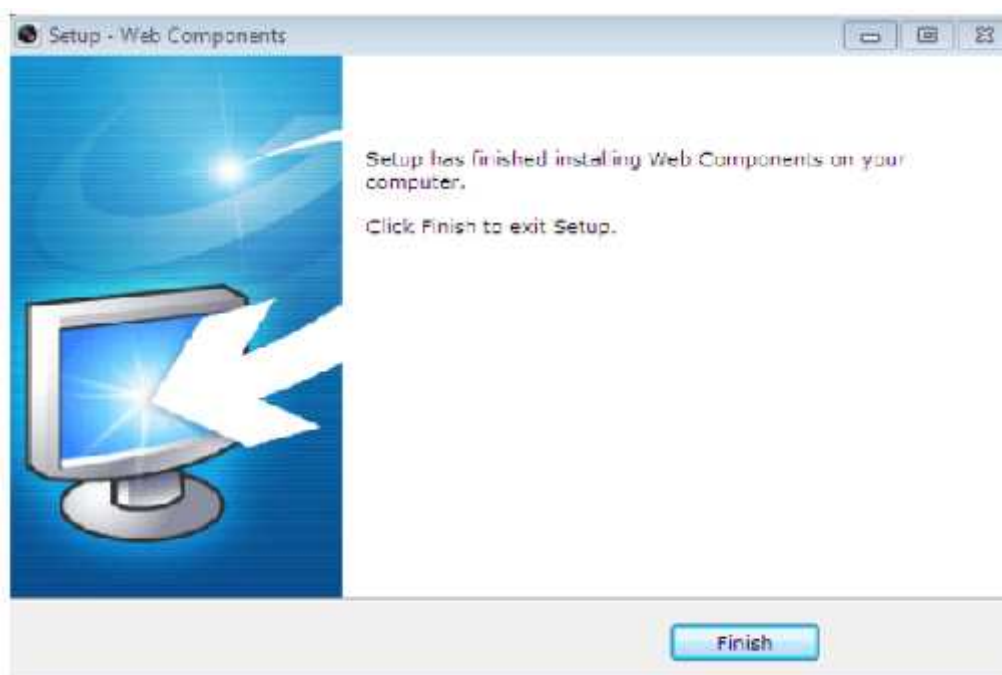 Setup - Web Components
Setup has finished installing Web Components on your
computer.
Click Finish to exit Setup.
Finish